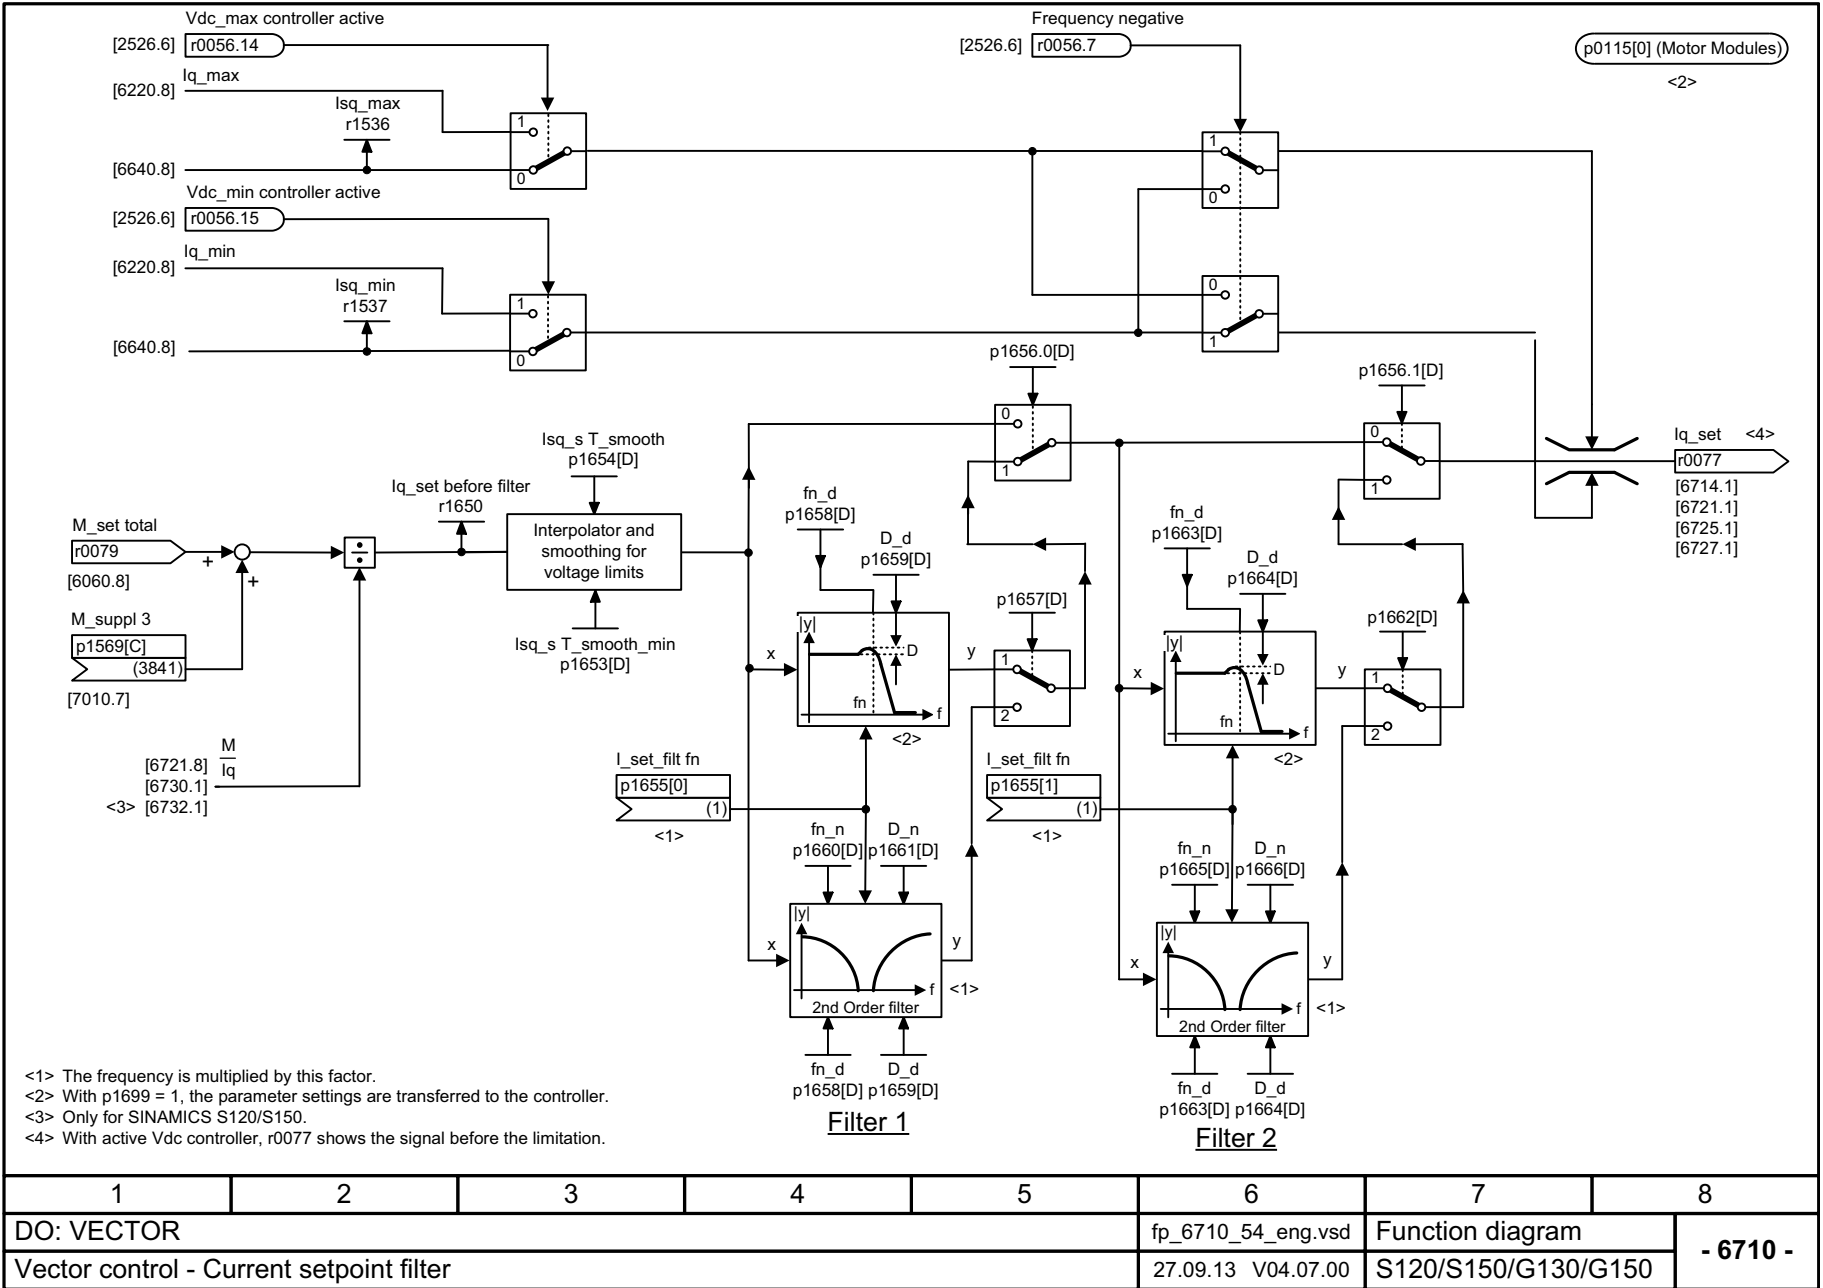 Vdc_max controller active
[2526.6] r0056.14
Iq_max
[6220.8]
Isq_max
r1536
1
[6640.8]
0
Vdc_min controller active
[2526.6] r0056.15
Iq_min
[6220.8]
Isq_min
r1537
1
[6640.8]
0
Frequency negative
[2526.6] r0056.7
p0115[0] (Motor Modules)
<2>
1
0
0
1
p1656.0[D]
0
1
p1656.1[D]
0
1
Iq_set <4>
r0077
[6714.1]
[6721.1]
[6725.1]
[6727.1]
M_set total
r0079
[6060.8]
+
+
M_suppl 3
p1569[C]
(3841)
[7010.7]
÷
M
Iq
[6721.8]
[6730.1]
<3> [6732.1]
Iq_set before filter
r1650
Isq_s T_smooth
p1654[D]
Interpolator and
smoothing for
voltage limits
Isq_s T_smooth_min
p1653[D]
fn_d
p1658[D]
D_d
p1659[D]
x
|y|
D
fn
f
y
<2>
p1657[D]
1
2
I_set_filt fn
p1655[0]
(1)
<1>
fn_n
p1660[D]
D_n
p1661[D]
x
|y|
f
y
<1>
2nd Order filter
fn_d
p1658[D]
D_d
p1659[D]
Filter 1
fn_d
p1663[D]
D_d
p1664[D]
x
|y|
D
fn
f
y
<2>
p1662[D]
1
2
I_set_filt fn
p1655[1]
(1)
<1>
fn_n
p1665[D]
D_n
p1666[D]
x
|y|
f
y
<1>
2nd Order filter
fn_d
p1663[D]
D_d
p1664[D]
Filter 2
<1> The frequency is multiplied by this factor.
<2> With p1699 = 1, the parameter settings are transferred to the controller.
<3> Only for SINAMICS S120/S150.
<4> With active Vdc controller, r0077 shows the signal before the limitation.
1 2 3 4 5 6 7 8
DO: VECTOR
fp_6710_54_eng.vsd
Function diagram
- 6710 -
Vector control - Current setpoint filter
27.09.13 V04.07.00
S120/S150/G130/G150